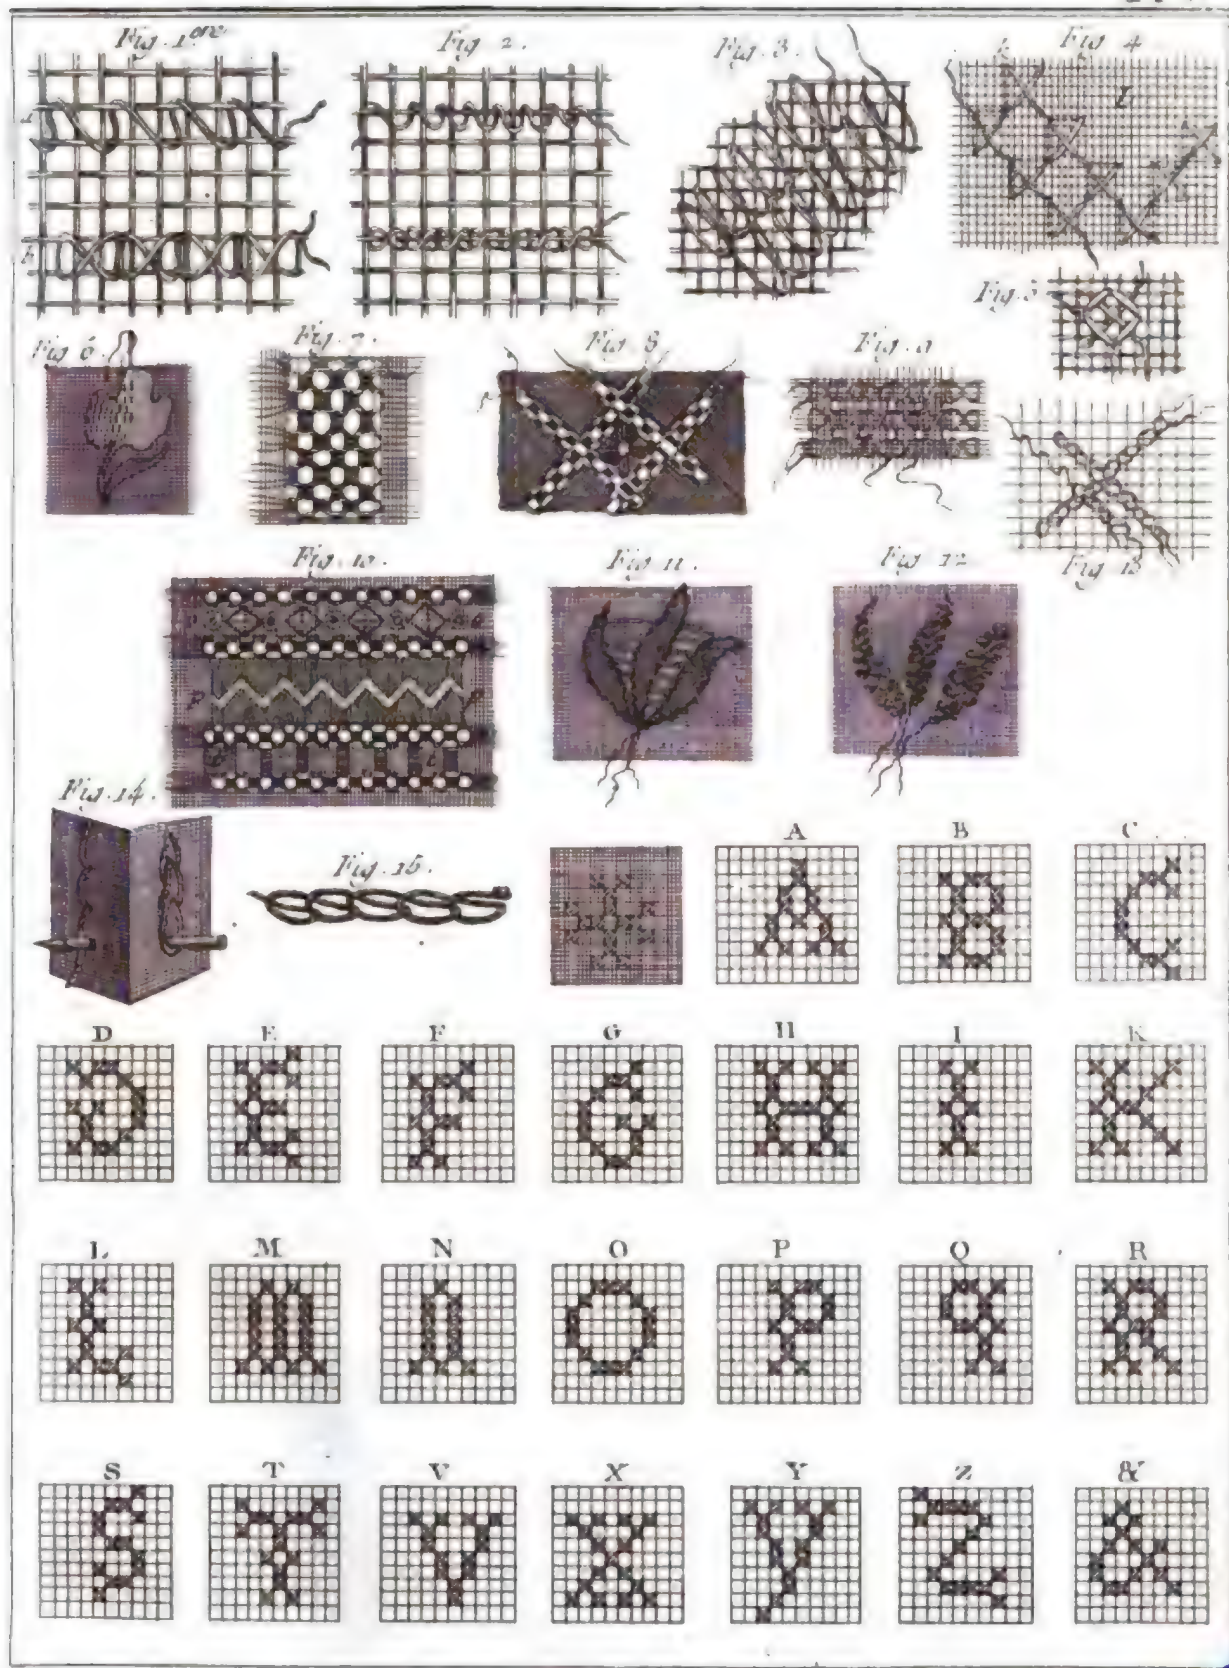 Fig. 1.ere
Fig. 2.
Fig. 3.
Fig. 4
Fig. 5
Fig. 6.
Fig. 7.
Fig. 8
Fig. 9
Fig. 13
Fig. 10.
Fig. 11.
Fig. 12
Fig. 14.
Fig. 15.
A B C
D E F G H I K
L M N O P Q R
S T V X Y Z &